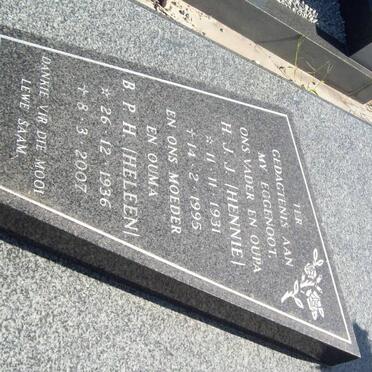 TER
GEDAGTENIS AAN
MY EGGENOOT,
ONS VADER EN OUPA
H. J. J. (HENNIE)
☆ 11. 11. 1931
✝ 14. 2. 1995
EN ONS MOEDER
EN OUMA
B. P. H. (HELEEN)
☆ 26. 12. 1936
✝ 8. 3. 2007
DANKIE VIR DIE MOOI
LEWE SAAM.